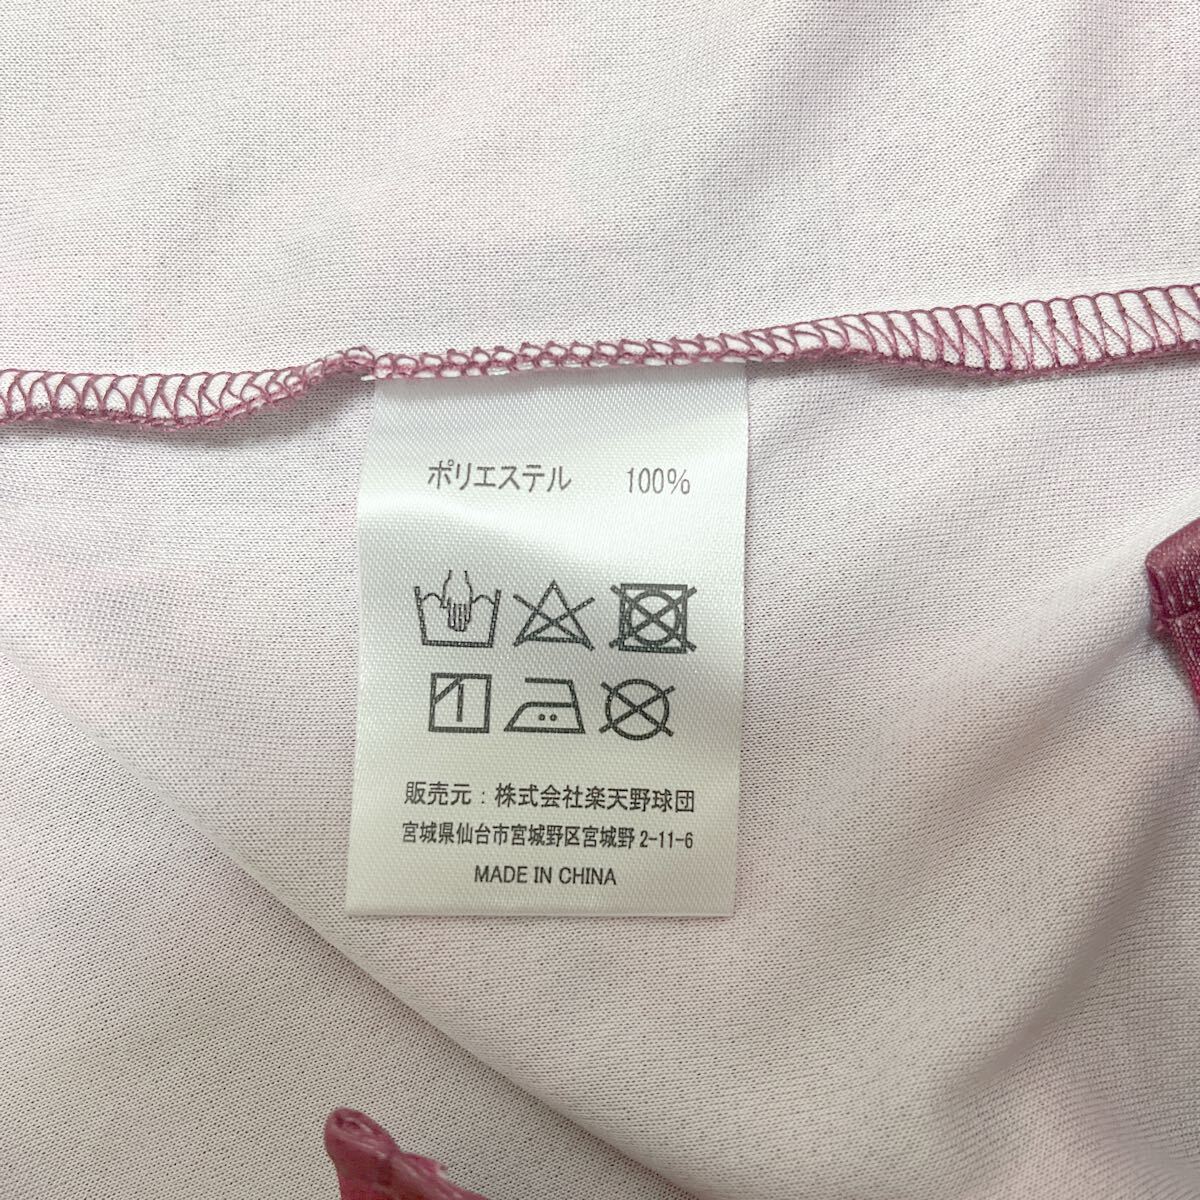 ポリエステル 100%
販売元：株式会社楽天野球団
宮城県仙台市宮城野区宮城野2-11-6
MADE IN CHINA